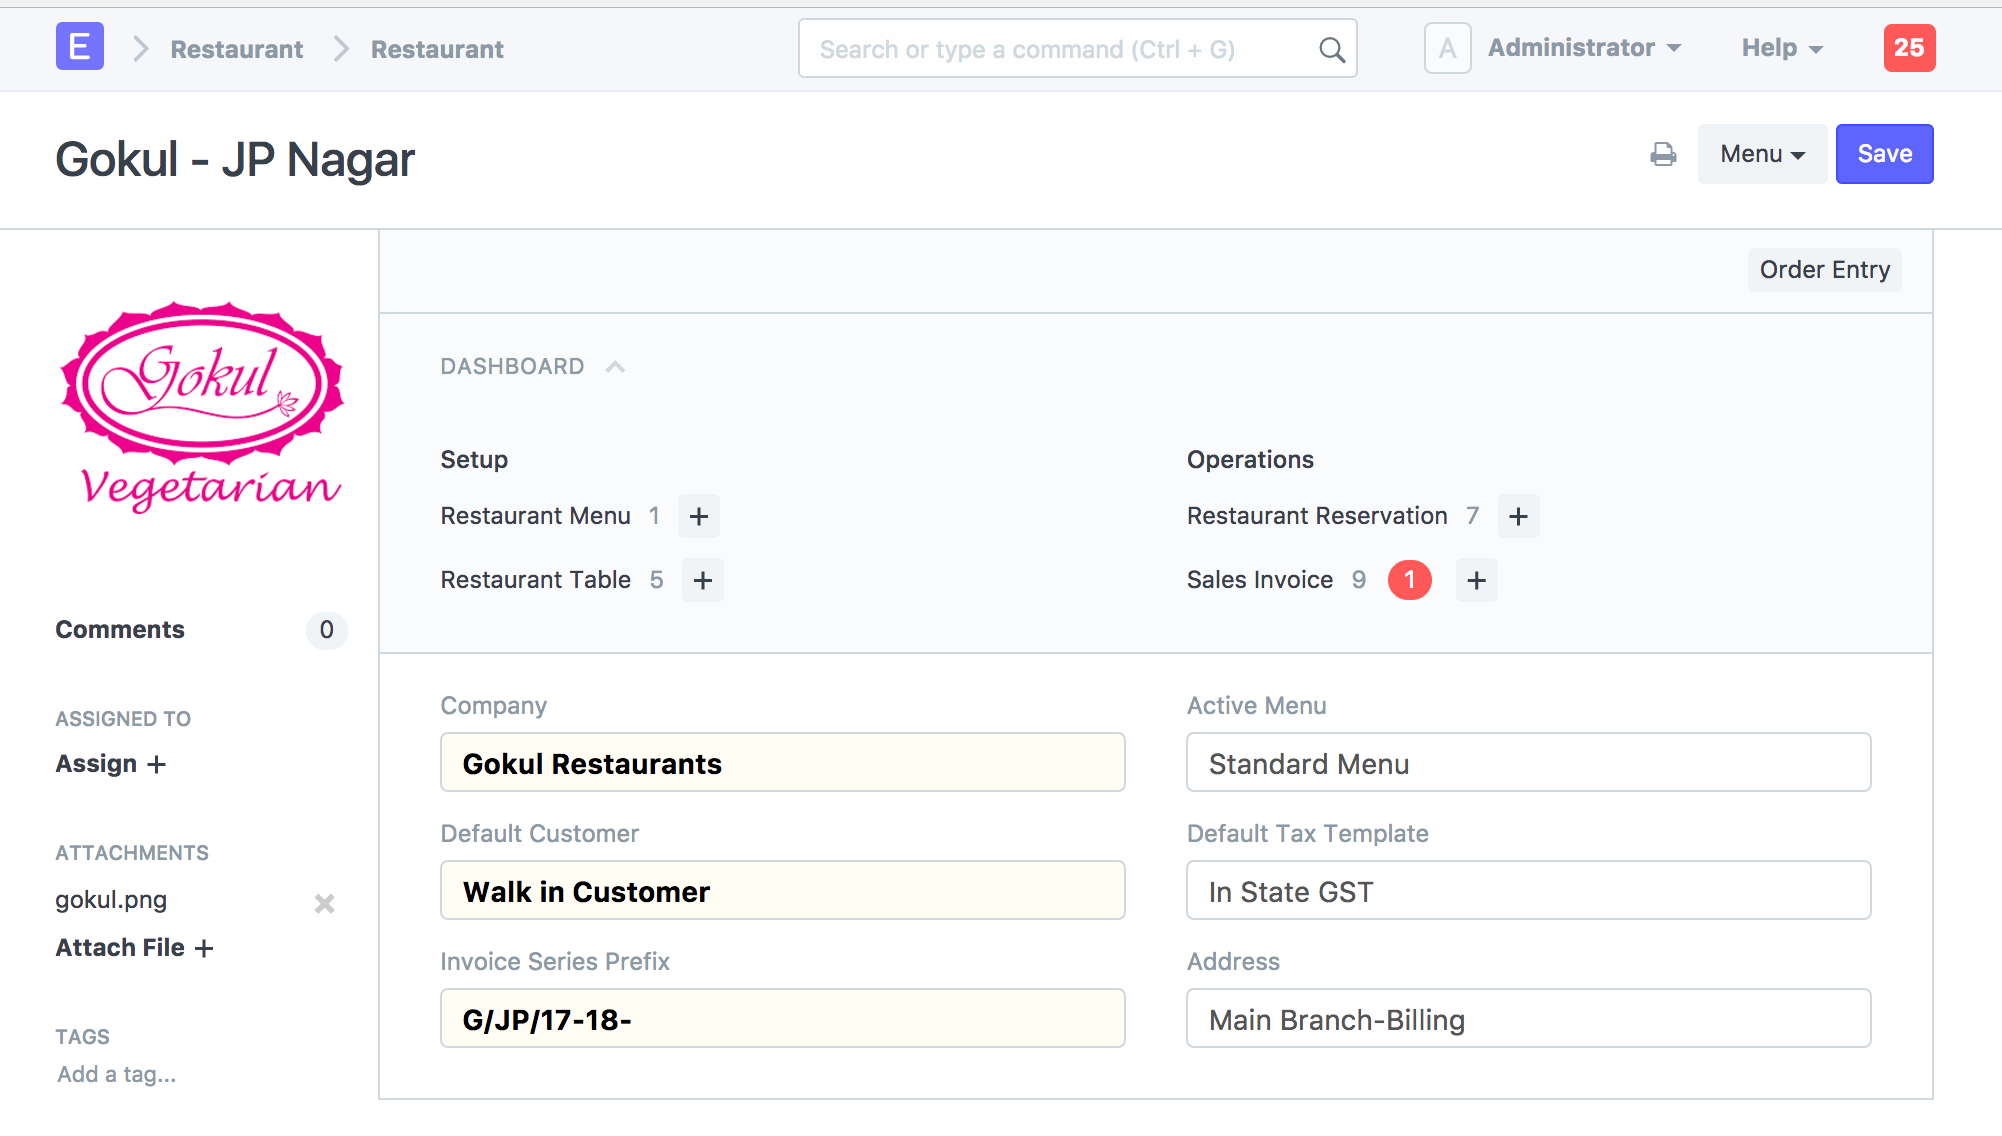 E Restaurant Restaurant Search or type a command (Ctrl + G) A Administrator Help 25
Gokul - JP Nagar Menu Save
Order Entry
Gokul
Vegetarian
DASHBOARD
Setup Operations
Restaurant Menu 1 + Restaurant Reservation 7 +
Restaurant Table 5 + Sales Invoice 9 1 +
Comments 0
ASSIGNED TO
Assign +
ATTACHMENTS
gokul.png ×
Attach File +
TAGS
Add a tag...
Company Active Menu
Gokul Restaurants Standard Menu
Default Customer Default Tax Template
Walk in Customer In State GST
Invoice Series Prefix Address
G/JP/17-18- Main Branch-Billing